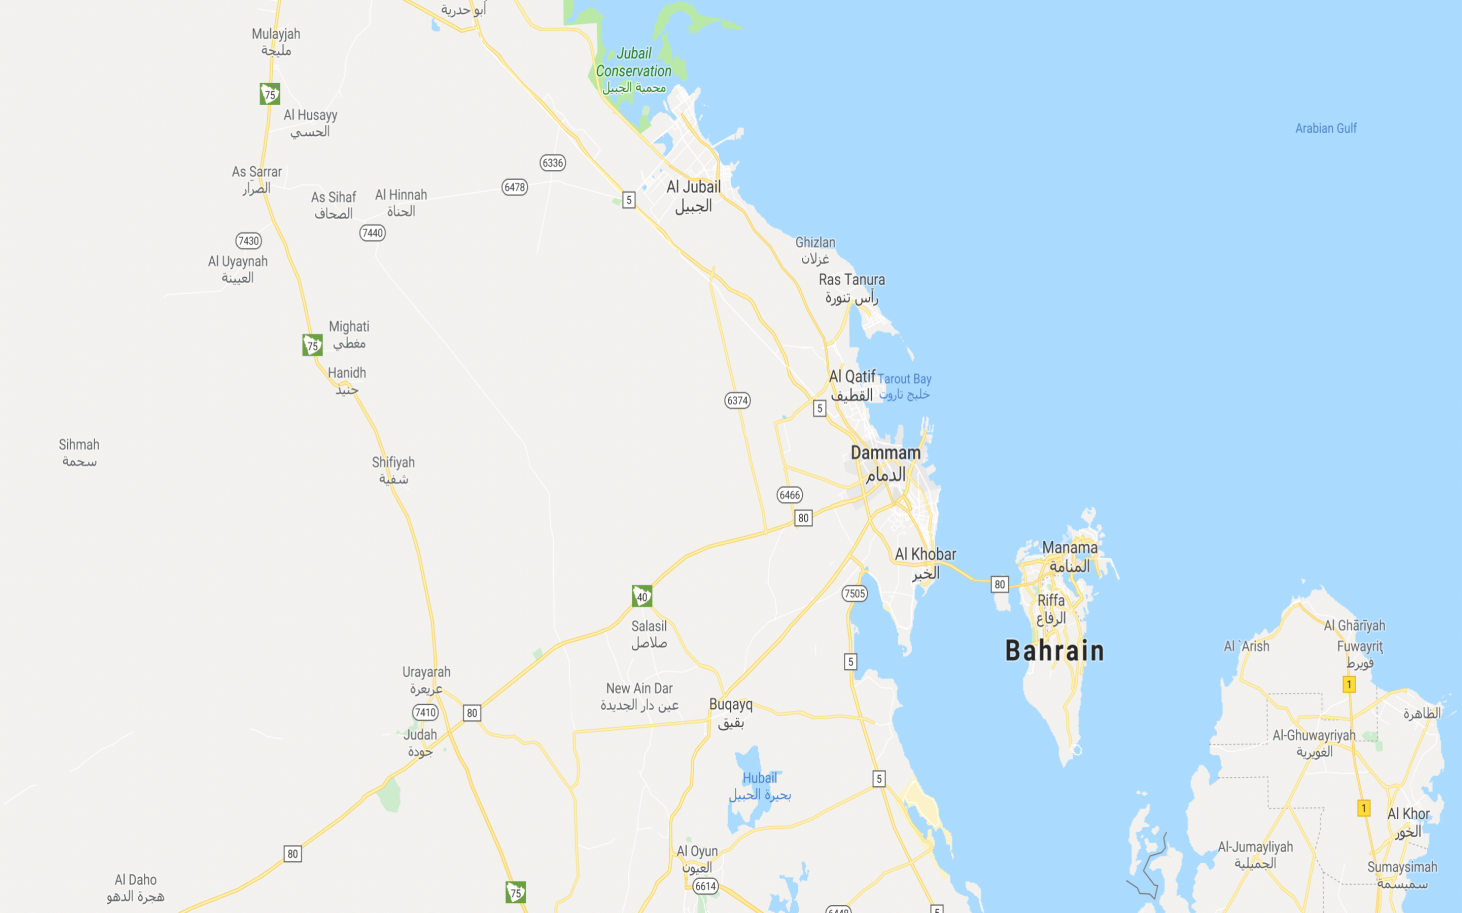 أبو حدرية
Mulayjah
مليجة
Jubail
Conservation
محمية الجبيل
75
Al Husayy
الحسي
Arabian Gulf
6336
As Sarrar
الصرار
6478
Al Jubail
الجبيل
As Sihaf
الصحاف
Al Hinnah
الحناة
5
7440
7430
Ghizlan
غزلان
Al Uyaynah
العيينة
Ras Tanura
رأس تنورة
Mighati
مغطي
75
Hanidh
حنيذ
Al Qatif
القطيف
Tarout Bay
خليج تاروت
6374
5
Sihmah
سحمة
Dammam
الدمام
Shifiyah
شفية
6466
80
Al Khobar
الخبر
Manama
المنامة
80
40
7505
Riffa
الرفاع
Salasil
صلاصل
Bahrain
Al Ghārīyah
Al `Arish
Fuwayriţ
فويرط
5
Urayarah
عريعرة
1
New Ain Dar
عين دار الجديدة
Buqayq
بقيق
7410
80
الظاهرة
Judah
جودة
Al-Ghuwayriyah
الغويرية
Hubail
بحيرة الحبيل
5
1
Al Khor
الخور
80
Al Oyun
العيون
Al-Jumayliyah
الجميلية
Al Daho
هجرة الدهو
75
6614
Sumaysimah
سميسمة
6448
5